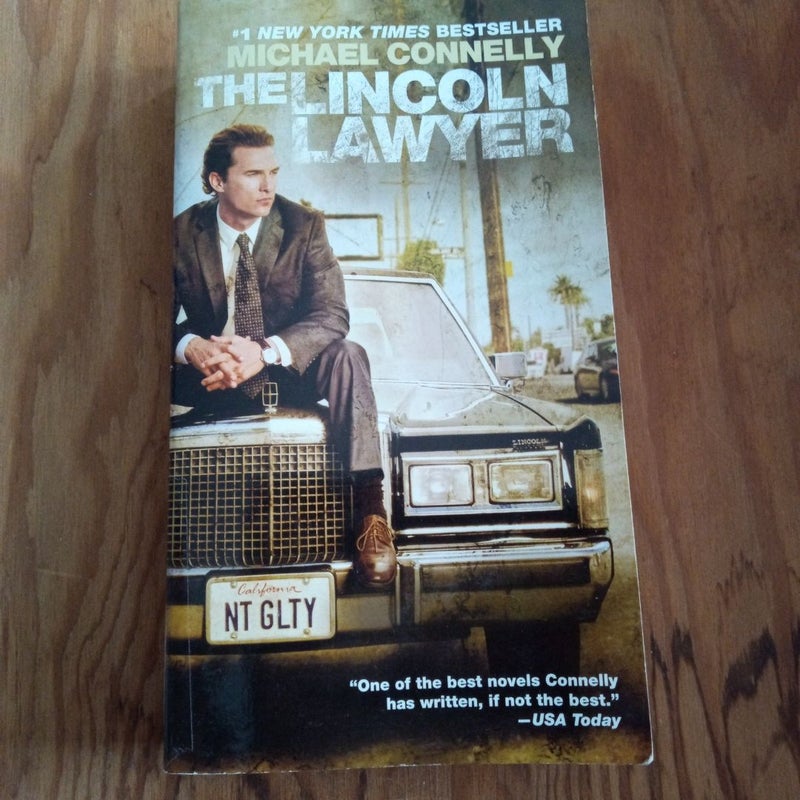 #1 NEW YORK TIMES BESTSELLER
MICHAEL CONNELLY
THE LINCOLN
LAWYER
LINCOLN
California
NT GLTY
“One of the best novels Connelly
has written, if not the best.”
—USA Today